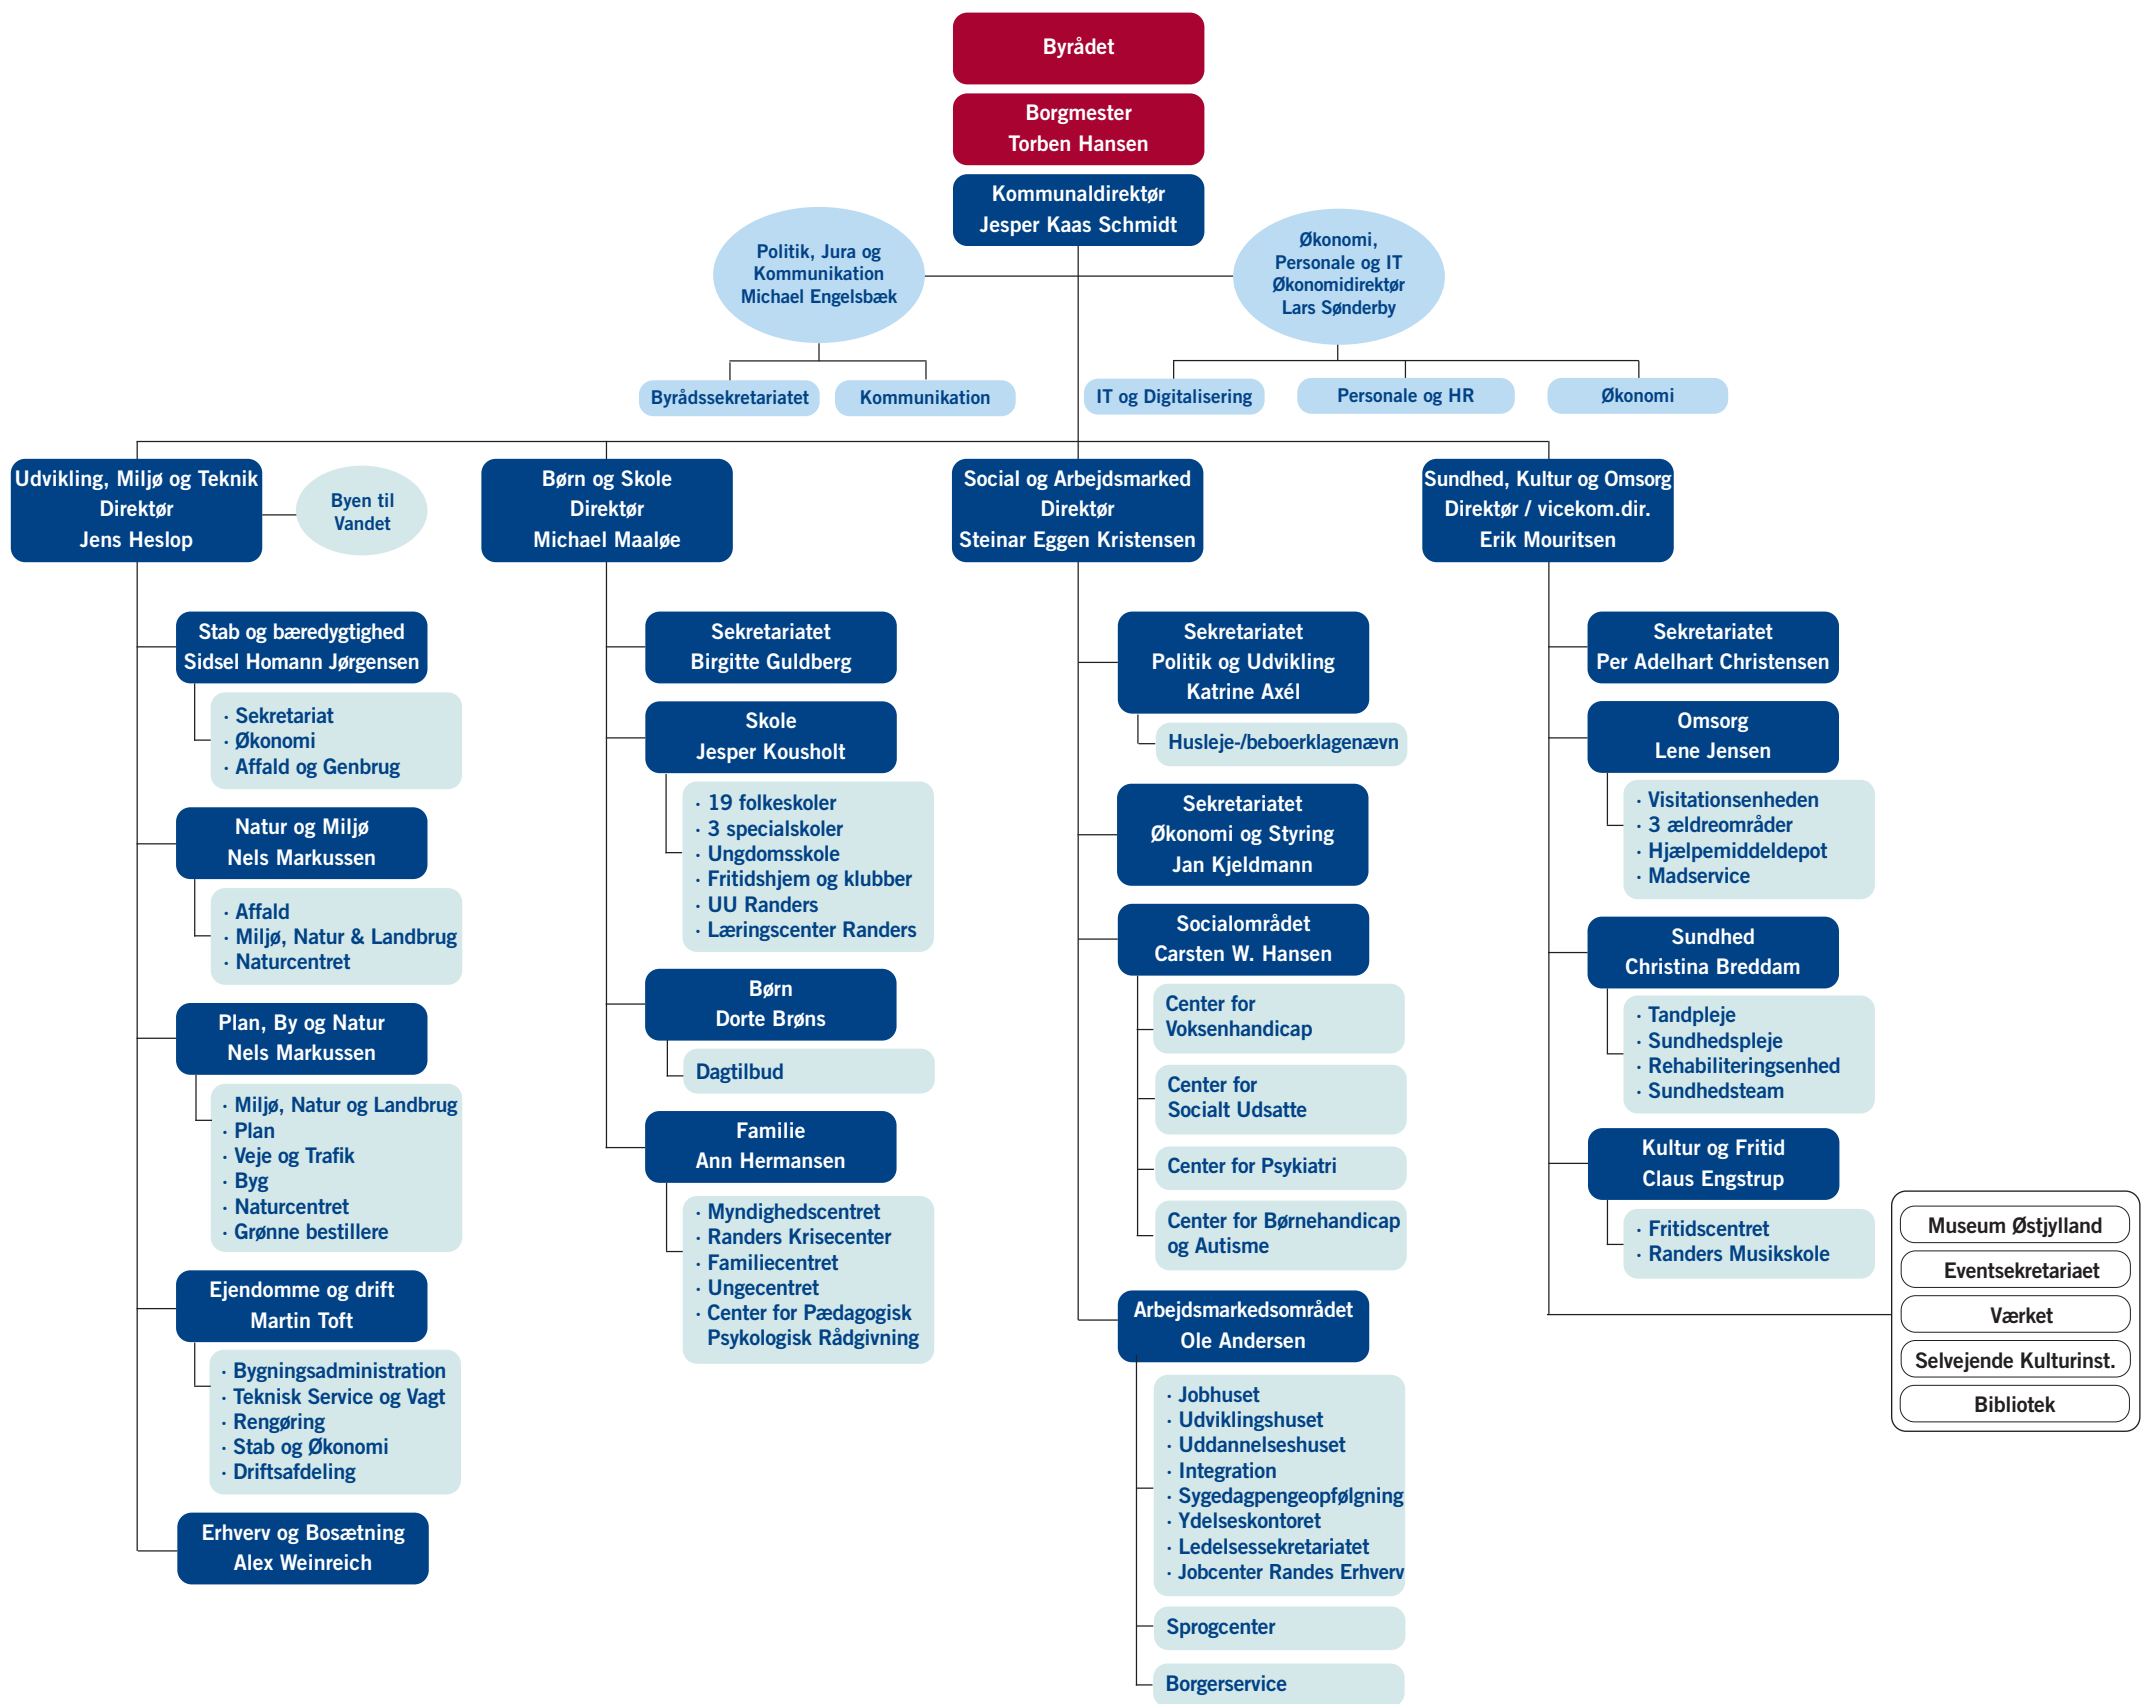 Byrådet
Borgmester
Torben Hansen
Kommunaldirektør
Jesper Kaas Schmidt
Politik, Jura og
Kommunikation
Michael Engelsbæk
Økonomi,
Personale og IT
Økonomidirektør
Lars Sønderby
Byrådssekretariatet
Kommunikation
IT og Digitalisering
Personale og HR
Økonomi
Udvikling, Miljø og Teknik
Direktør
Jens Heslop
Byen til
Vandet
Stab og bæredygtighed
Sidsel Homann Jørgensen
· Sekretariat
· Økonomi
· Affald og Genbrug
Natur og Miljø
Nels Markussen
· Affald
· Miljø, Natur & Landbrug
· Naturcentret
Plan, By og Natur
Nels Markussen
· Miljø, Natur og Landbrug
· Plan
· Veje og Trafik
· Byg
· Naturcentret
· Grønne bestillere
Ejendomme og drift
Martin Toft
· Bygningsadministration
· Teknisk Service og Vagt
· Rengøring
· Stab og Økonomi
· Driftsafdeling
Erhverv og Bosætning
Alex Weinreich
Børn og Skole
Direktør
Michael Maaløe
Sekretariatet
Birgitte Guldberg
Skole
Jesper Kousholt
· 19 folkeskoler
· 3 specialskoler
· Ungdomsskole
· Fritidshjem og klubber
· UU Randers
· Læringscenter Randers
Børn
Dorte Brøns
Dagtilbud
Familie
Ann Hermansen
· Myndighedscentret
· Randers Krisecenter
· Familiecentret
· Ungecentret
· Center for Pædagogisk
Psykologisk Rådgivning
Social og Arbejdsmarked
Direktør
Steinar Eggen Kristensen
Sekretariatet
Politik og Udvikling
Katrine Axél
Husleje-/beboerklagenævn
Sekretariatet
Økonomi og Styring
Jan Kjeldmann
Socialområdet
Carsten W. Hansen
Center for
Voksenhandicap
Center for
Socialt Udsatte
Center for Psykiatri
Center for Børnehandicap
og Autisme
Arbejdsmarkedsområdet
Ole Andersen
· Jobhuset
· Udviklingshuset
· Uddannelseshuset
· Integration
· Sygedagpengeopfølgning
· Ydelseskontoret
· Ledelsessekretariatet
· Jobcenter Randes Erhverv
Sprogcenter
Borgerservice
Sundhed, Kultur og Omsorg
Direktør / vicekom.dir.
Erik Mouritsen
Sekretariatet
Per Adelhart Christensen
Omsorg
Lene Jensen
· Visitationsenheden
· 3 ældreområder
· Hjælpemiddeldepot
· Madservice
Sundhed
Christina Breddam
· Tandpleje
· Sundhedspleje
· Rehabiliteringsenhed
· Sundhedsteam
Kultur og Fritid
Claus Engstrup
· Fritidscentret
· Randers Musikskole
Museum Østjylland
Eventsekretariaet
Værket
Selvejende Kulturinst.
Bibliotek